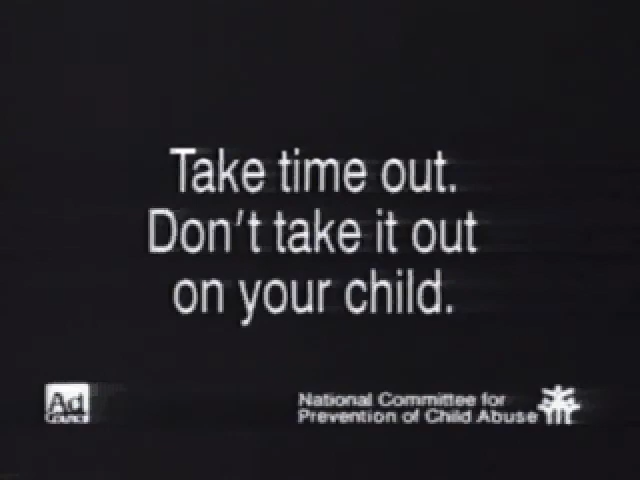 Take time out.
Don't take it out
on your child.
Ad
Council
National Committee for
Prevention of Child Abuse